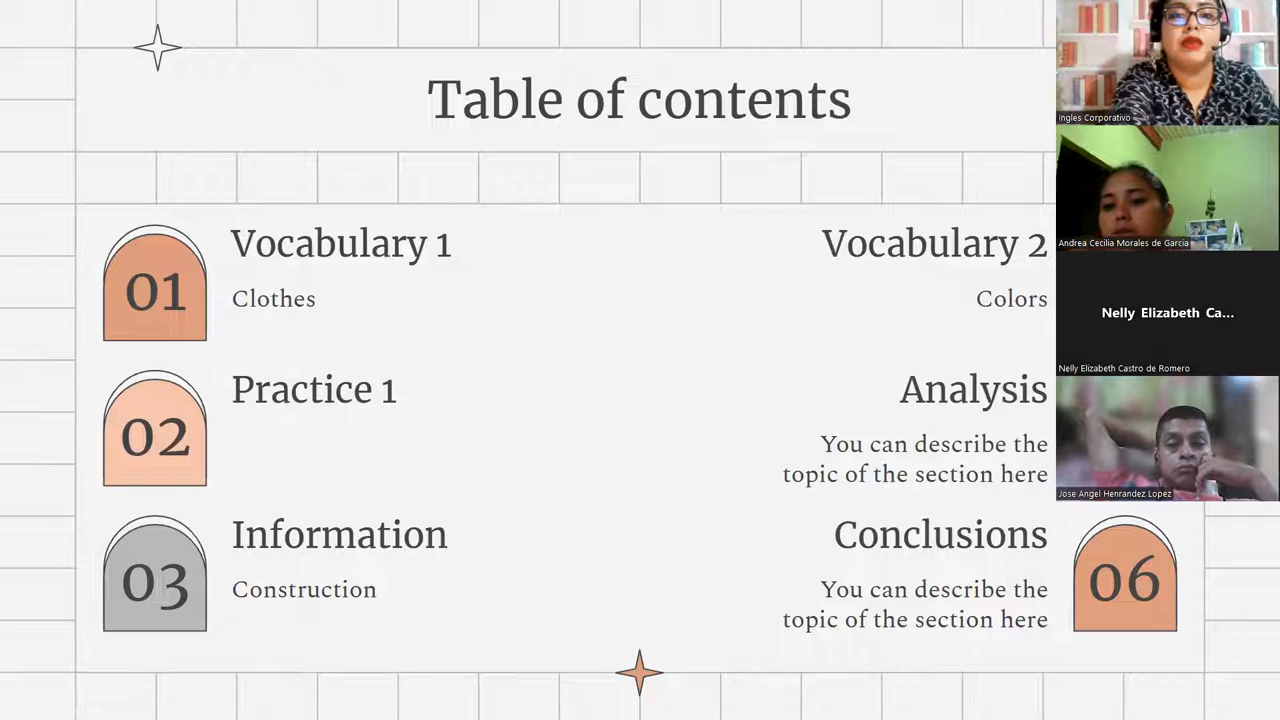 Table of contents
01
Vocabulary 1
Clothes
02
Practice 1
03
Information
Construction
Vocabulary 2
Colors
Analysis
You can describe the
topic of the section here
Conclusions
You can describe the
topic of the section here
06
Ingles Corporativo
Andrea Cecilia Morales de Garcia
Nelly Elizabeth Ca...
Nelly Elizabeth Castro de Romero
Jose Angel Henrandez Lopez